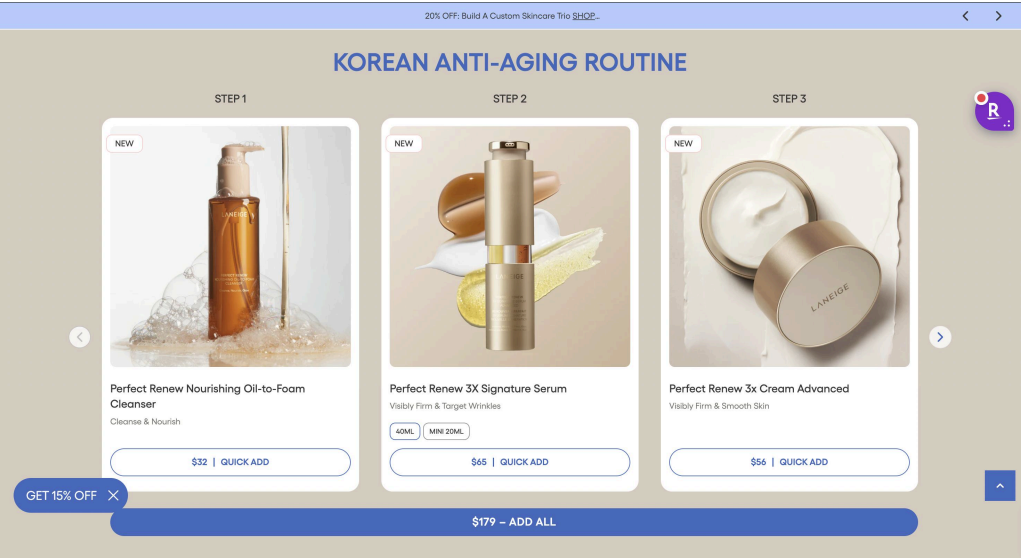 20% OFF: Build A Custom Skincare Trio SHOP...
KOREAN ANTI-AGING ROUTINE
STEP 1
STEP 2
STEP 3
R
NEW
NEW
NEW
LANEIGE
LANEIGE
LANEIGE
Perfect Renew Nourishing Oil-to-Foam
Cleanser
Cleanse & Nourish
Perfect Renew 3X Signature Serum
Visibly Firm & Target Wrinkles
40ML
MINI 20ML
Perfect Renew 3x Cream Advanced
Visibly Firm & Smooth Skin
$32 | QUICK ADD
$65 | QUICK ADD
$56 | QUICK ADD
GET 15% OFF
$179 – ADD ALL